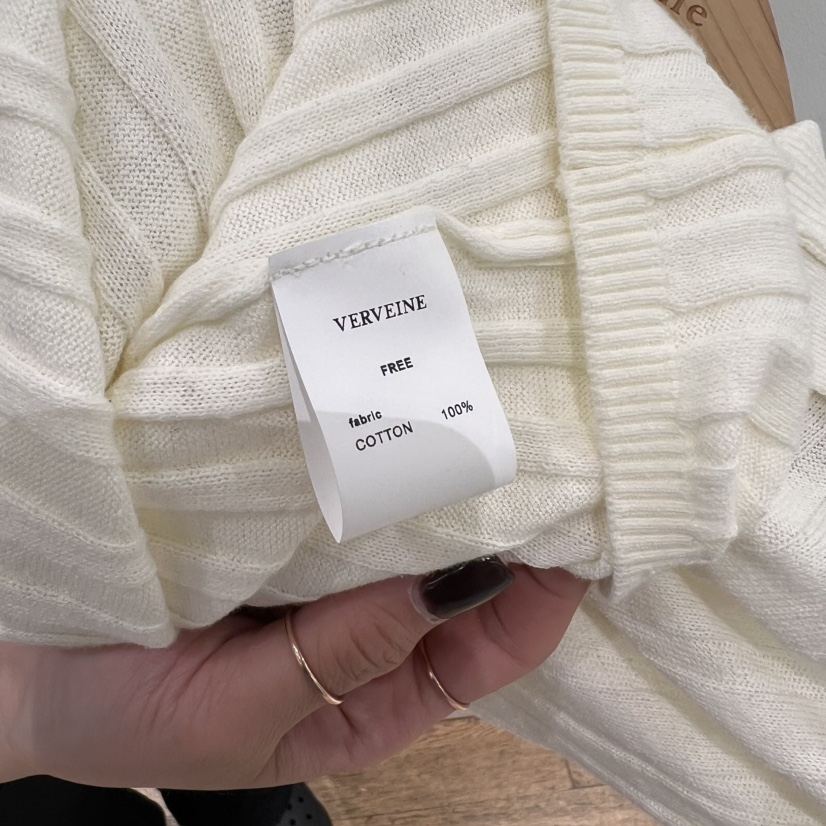 VERVEINE
FREE
fabric
COTTON 100%